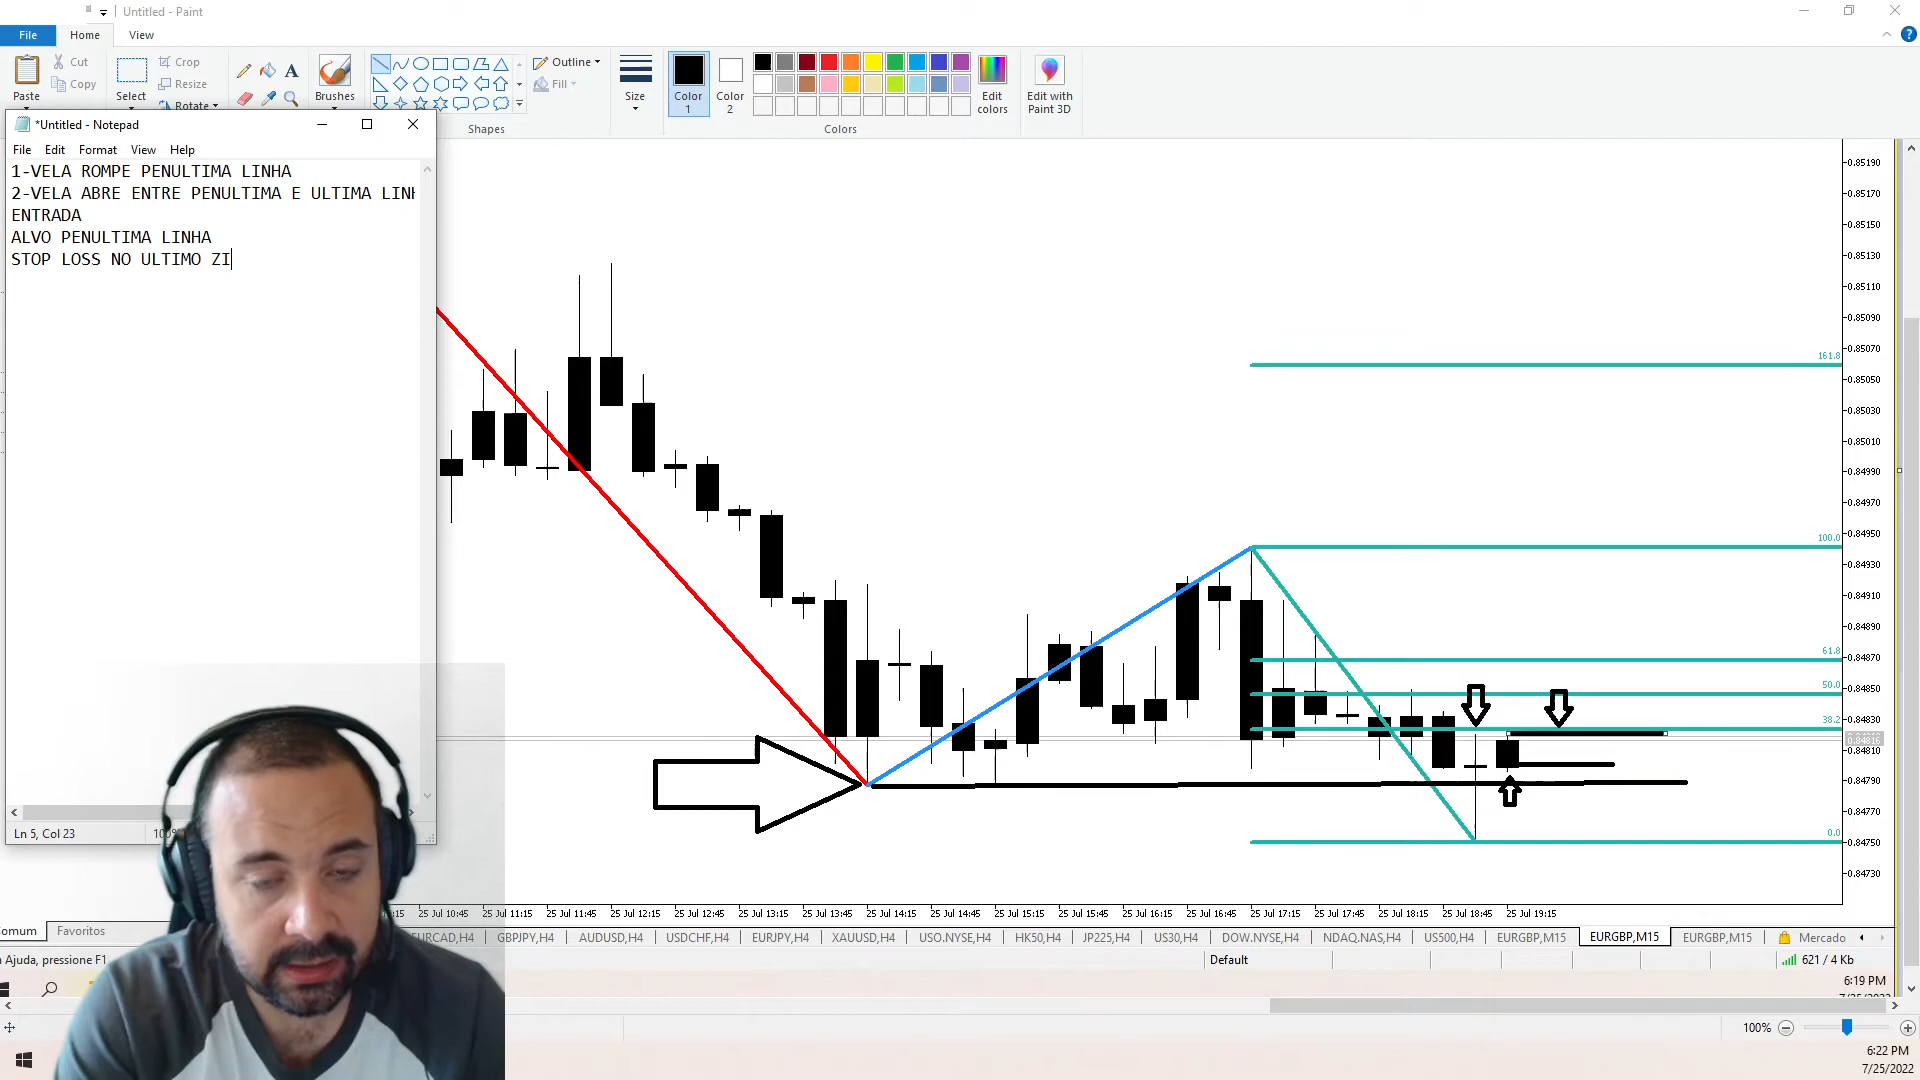 Untitled - Paint
File
Home
View
Paste
Cut
Copy
Select
Crop
Resize
Rotate
Brushes
Shapes
Outline
Fill
Size
Color 1
Color 2
Colors
Edit colors
Edit with Paint 3D
*Untitled - Notepad
File Edit Format View Help
1-VELA ROMPE PENULTIMA LINHA
2-VELA ABRE ENTRE PENULTIMA E ULTIMA LINH
ENTRADA
ALVO PENULTIMA LINHA
STOP LOSS NO ULTIMO ZI
Ln 5, Col 23
100%
0.85190
0.85170
0.85150
0.85130
0.85110
0.85090
0.85070
0.85050
0.85030
0.85010
0.84990
0.84970
0.84950
0.84930
0.84910
0.84890
0.84870
0.84850
0.84830
0.84816
0.84810
0.84790
0.84770
0.84750
0.84730
161.8
100.0
61.8
50.0
38.2
0.0
25 Jul 10:45
25 Jul 11:15
25 Jul 11:45
25 Jul 12:15
25 Jul 12:45
25 Jul 13:15
25 Jul 13:45
25 Jul 14:15
25 Jul 14:45
25 Jul 15:15
25 Jul 15:45
25 Jul 16:15
25 Jul 16:45
25 Jul 17:15
25 Jul 17:45
25 Jul 18:15
25 Jul 18:45
25 Jul 19:15
omum
Favoritos
EURCAD,H4
GBPJPY,H4
AUDUSD,H4
USDCHF,H4
EURJPY,H4
XAUUSD,H4
USO.NYSE,H4
HK50,H4
JP225,H4
US30,H4
DOW.NYSE,H4
NDAQ.NAS,H4
US500,H4
EURGBP,M15
EURGBP,M15
EURGBP,M15
Mercado
Ajuda, pressione F1
Default
621 / 4 Kb
6:19 PM
100%
6:22 PM
7/25/2022